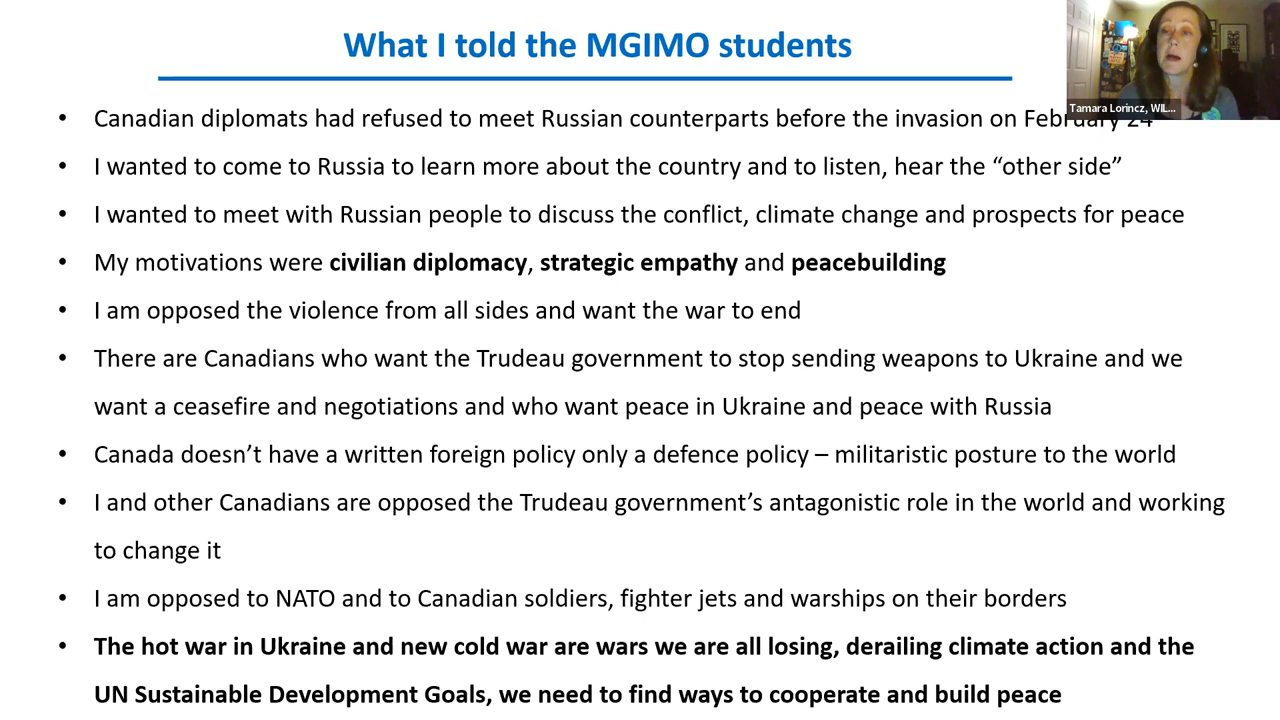 What I told the MGIMO students
Tamara Lorincz, WIL...
• Canadian diplomats had refused to meet Russian counterparts before the invasion on February 24
• I wanted to come to Russia to learn more about the country and to listen, hear the “other side”
• I wanted to meet with Russian people to discuss the conflict, climate change and prospects for peace
• My motivations were civilian diplomacy, strategic empathy and peacebuilding
• I am opposed the violence from all sides and want the war to end
• There are Canadians who want the Trudeau government to stop sending weapons to Ukraine and we
want a ceasefire and negotiations and who want peace in Ukraine and peace with Russia
• Canada doesn’t have a written foreign policy only a defence policy – militaristic posture to the world
• I and other Canadians are opposed the Trudeau government’s antagonistic role in the world and working
to change it
• I am opposed to NATO and to Canadian soldiers, fighter jets and warships on their borders
• The hot war in Ukraine and new cold war are wars we are all losing, derailing climate action and the
UN Sustainable Development Goals, we need to find ways to cooperate and build peace